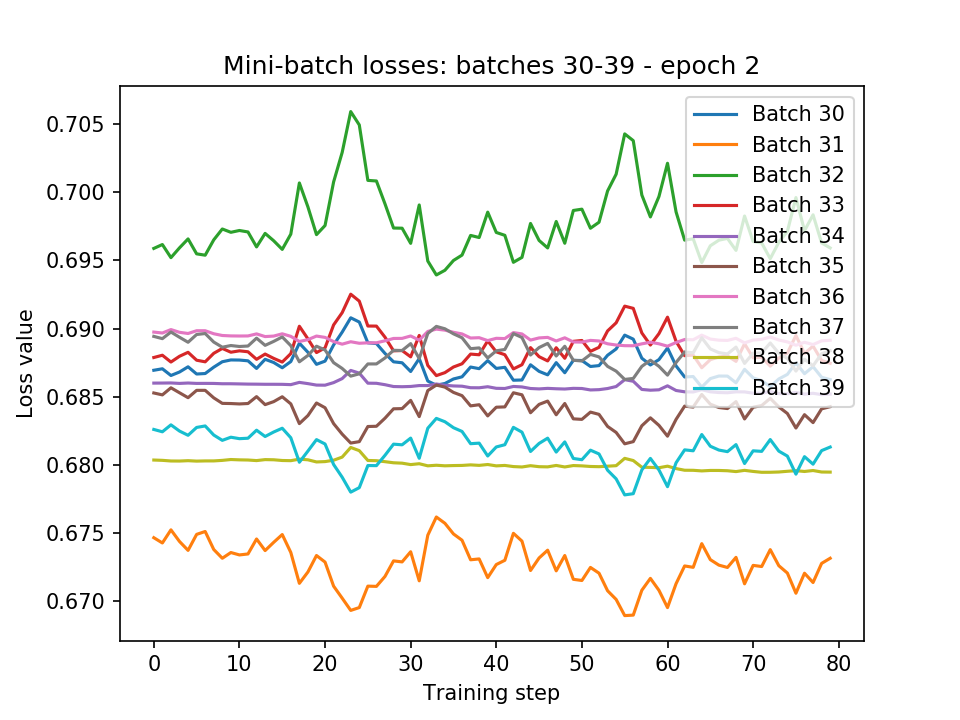 Mini-batch losses: batches 30-39 - epoch 2
Loss value
0.705
0.700
0.695
0.690
0.685
0.680
0.675
0.670
Batch 30
Batch 31
Batch 32
Batch 33
Batch 34
Batch 35
Batch 36
Batch 37
Batch 38
Batch 39
0 10 20 30 40 50 60 70 80
Training step